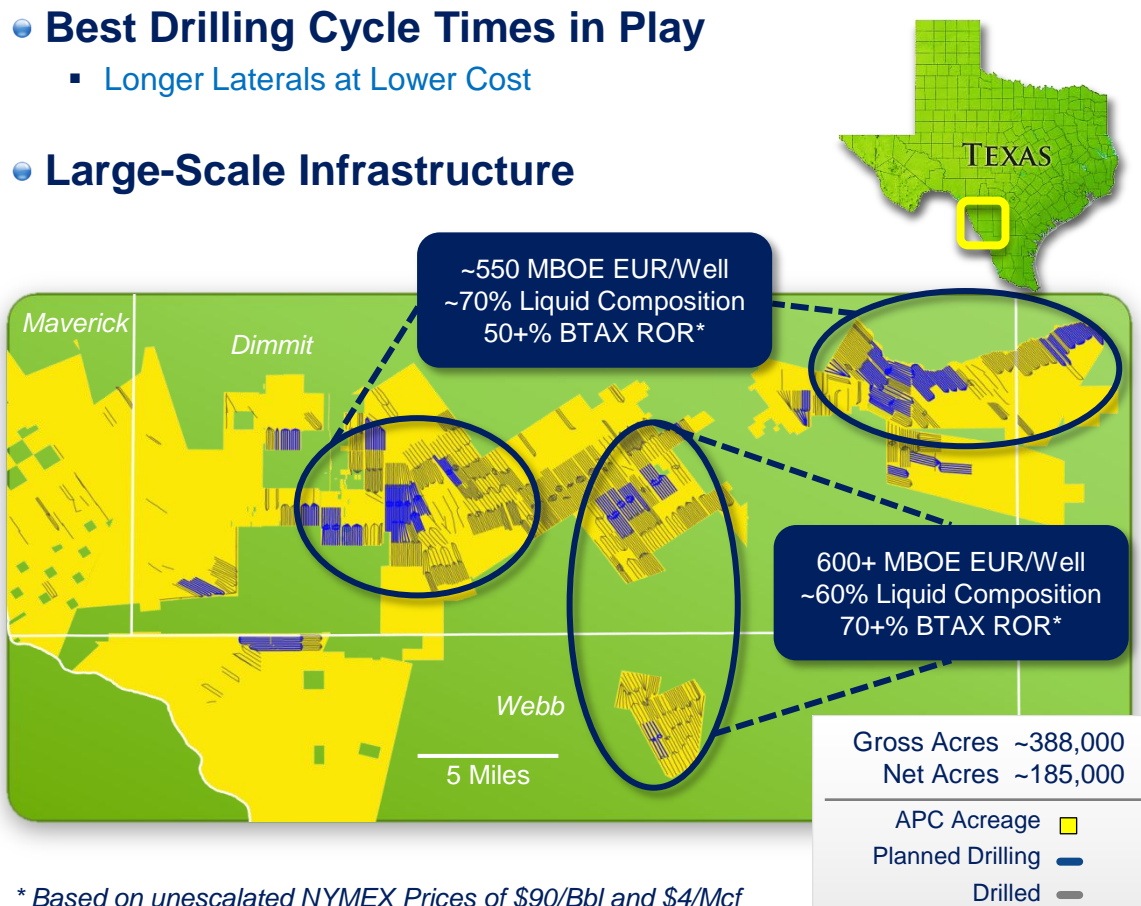 Best Drilling Cycle Times in Play
Longer Laterals at Lower Cost
Large-Scale Infrastructure
TEXAS
~550 MBOE EUR/Well
~70% Liquid Composition
50+% BTAX ROR*
Maverick
Dimmit
600+ MBOE EUR/Well
~60% Liquid Composition
70+% BTAX ROR*
Webb
5 Miles
Gross Acres ~388,000
Net Acres ~185,000
APC Acreage
Planned Drilling
Drilled
* Based on unescalated NYMEX Prices of $90/Bbl and $4/Mcf